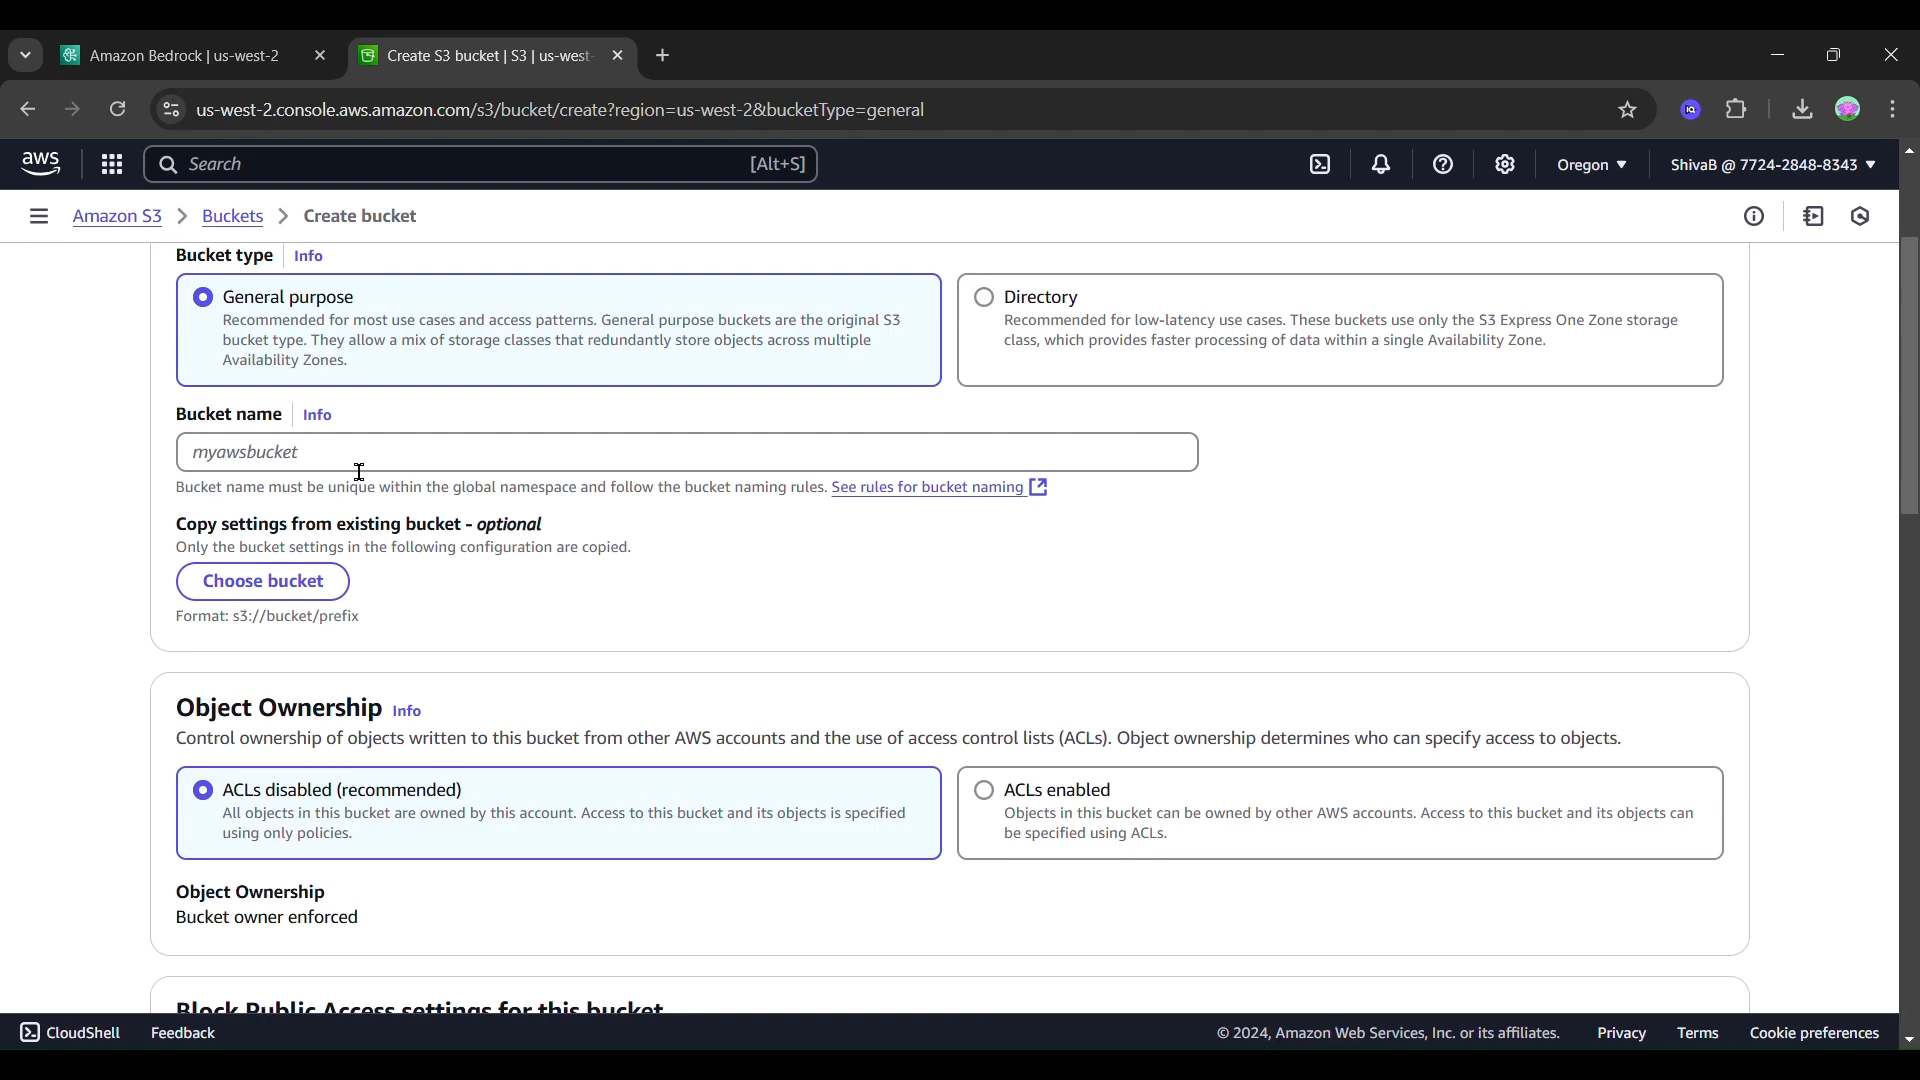 Amazon Bedrock | us-west-2
Create S3 bucket | S3 | us-west-
us-west-2.console.aws.amazon.com/s3/bucket/create?region=us-west-2&bucketType=general
aws
Search
[Alt+S]
Oregon
ShivaB @ 7724-2848-8343
Amazon S3
Buckets
Create bucket
Bucket type
Info
General purpose
Recommended for most use cases and access patterns. General purpose buckets are the original S3
bucket type. They allow a mix of storage classes that redundantly store objects across multiple
Availability Zones.
Directory
Recommended for low-latency use cases. These buckets use only the S3 Express One Zone storage
class, which provides faster processing of data within a single Availability Zone.
Bucket name
Info
myawsbucket
Bucket name must be unique within the global namespace and follow the bucket naming rules. See rules for bucket naming
Copy settings from existing bucket - optional
Only the bucket settings in the following configuration are copied.
Choose bucket
Format: s3://bucket/prefix
Object Ownership Info
Control ownership of objects written to this bucket from other AWS accounts and the use of access control lists (ACLs). Object ownership determines who can specify access to objects.
ACLs disabled (recommended)
All objects in this bucket are owned by this account. Access to this bucket and its objects is specified
using only policies.
ACLs enabled
Objects in this bucket can be owned by other AWS accounts. Access to this bucket and its objects can
be specified using ACLs.
Object Ownership
Bucket owner enforced
Block Public Access settings for this bucket
CloudShell
Feedback
© 2024, Amazon Web Services, Inc. or its affiliates.
Privacy
Terms
Cookie preferences